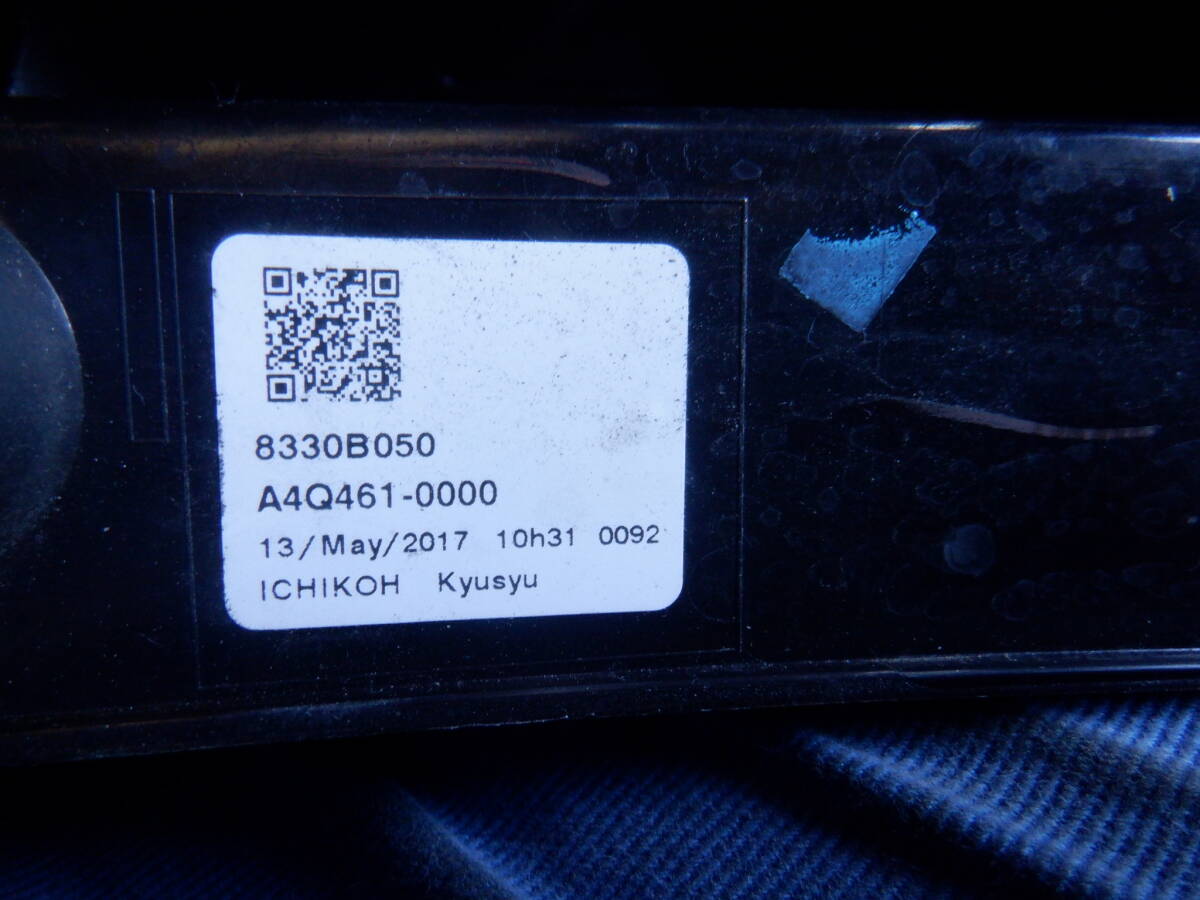 8330B050
A4Q461-0000
13/May/2017 10h31 0092
ICHIKOH Kyusyu